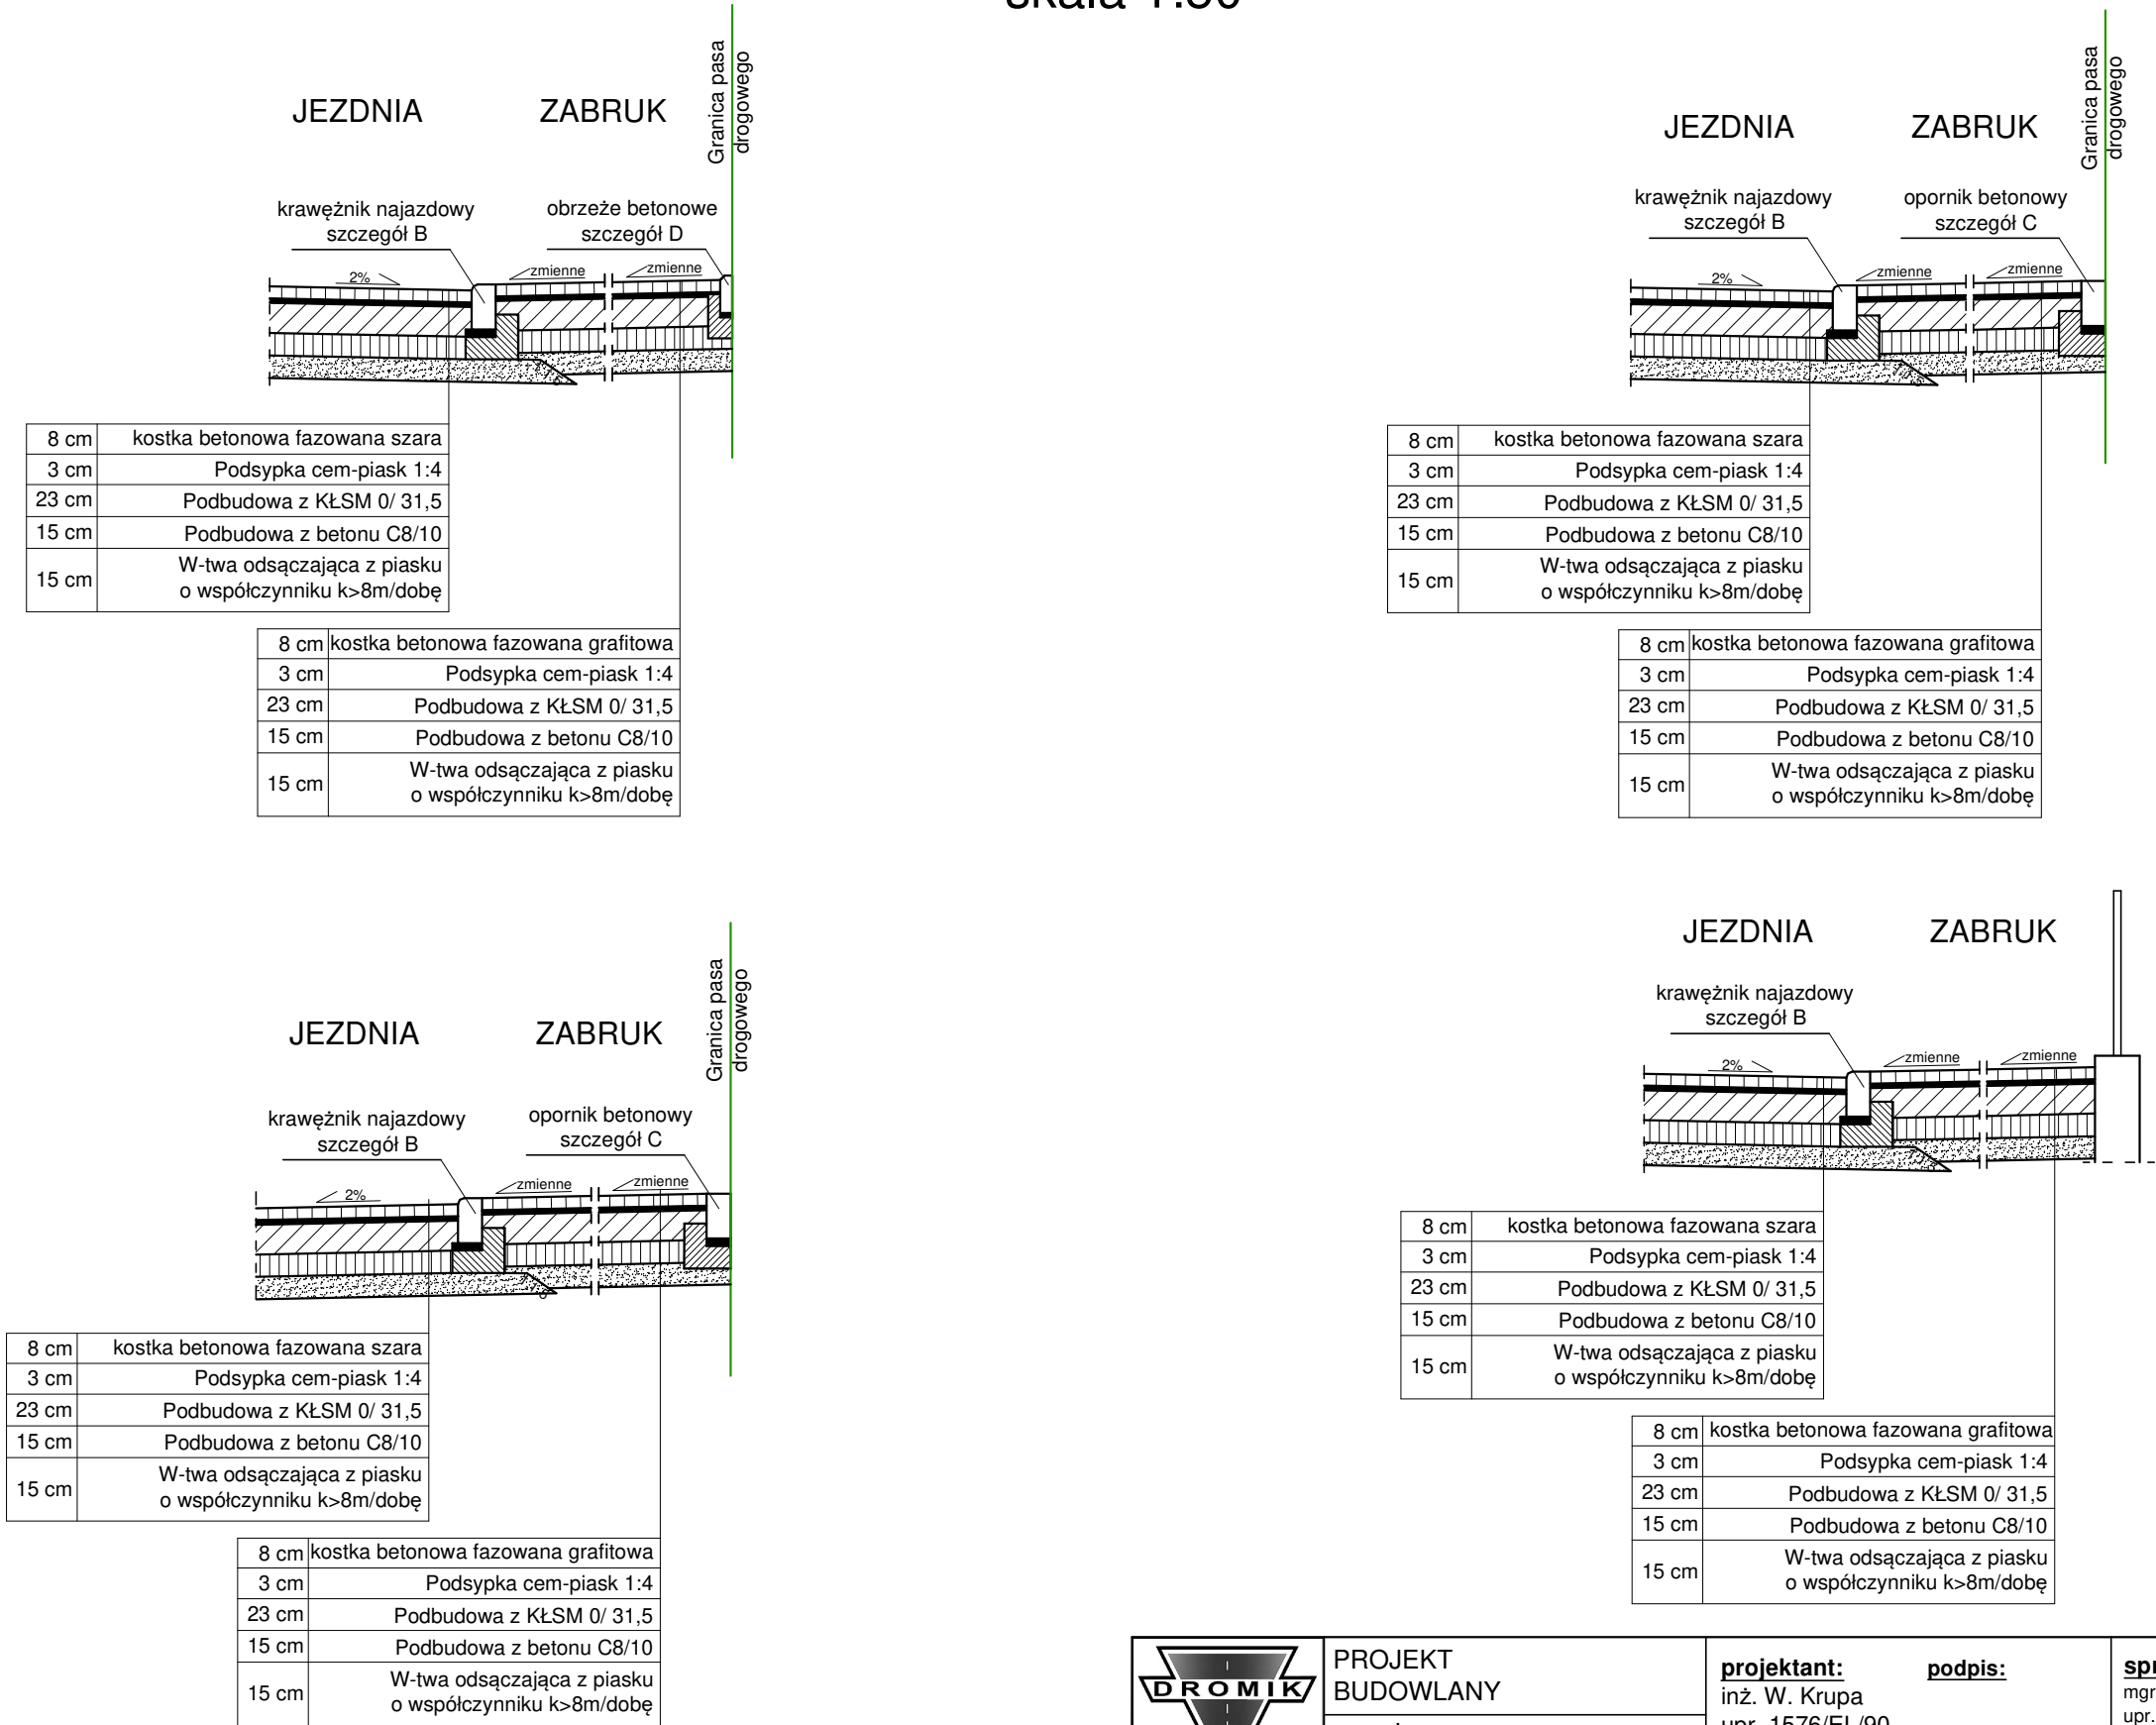 JEZDNIA ZABRUK
Granica pasa
drogowego
krawężnik najazdowy
szczegół B
obrzeże betonowe
szczegół D
2% zmienne zmienne
8 cm kostka betonowa fazowana szara
3 cm Podsypka cem-piask 1:4
23 cm Podbudowa z KŁSM 0/ 31,5
15 cm Podbudowa z betonu C8/10
15 cm W-twa odsączająca z piasku
o współczynniku k>8m/dobę
8 cm kostka betonowa fazowana grafitowa
3 cm Podsypka cem-piask 1:4
23 cm Podbudowa z KŁSM 0/ 31,5
15 cm Podbudowa z betonu C8/10
15 cm W-twa odsączająca z piasku
o współczynniku k>8m/dobę
JEZDNIA ZABRUK
Granica pasa
drogowego
krawężnik najazdowy
szczegół B
opornik betonowy
szczegół C
2% zmienne zmienne
8 cm kostka betonowa fazowana szara
3 cm Podsypka cem-piask 1:4
23 cm Podbudowa z KŁSM 0/ 31,5
15 cm Podbudowa z betonu C8/10
15 cm W-twa odsączająca z piasku
o współczynniku k>8m/dobę
8 cm kostka betonowa fazowana grafitowa
3 cm Podsypka cem-piask 1:4
23 cm Podbudowa z KŁSM 0/ 31,5
15 cm Podbudowa z betonu C8/10
15 cm W-twa odsączająca z piasku
o współczynniku k>8m/dobę
JEZDNIA ZABRUK
Granica pasa
drogowego
krawężnik najazdowy
szczegół B
opornik betonowy
szczegół C
2% zmienne zmienne
8 cm kostka betonowa fazowana szara
3 cm Podsypka cem-piask 1:4
23 cm Podbudowa z KŁSM 0/ 31,5
15 cm Podbudowa z betonu C8/10
15 cm W-twa odsączająca z piasku
o współczynniku k>8m/dobę
8 cm kostka betonowa fazowana grafitowa
3 cm Podsypka cem-piask 1:4
23 cm Podbudowa z KŁSM 0/ 31,5
15 cm Podbudowa z betonu C8/10
15 cm W-twa odsączająca z piasku
o współczynniku k>8m/dobę
JEZDNIA ZABRUK
krawężnik najazdowy
szczegół B
2% zmienne zmienne
8 cm kostka betonowa fazowana szara
3 cm Podsypka cem-piask 1:4
23 cm Podbudowa z KŁSM 0/ 31,5
15 cm Podbudowa z betonu C8/10
15 cm W-twa odsączająca z piasku
o współczynniku k>8m/dobę
8 cm kostka betonowa fazowana grafitowa
3 cm Podsypka cem-piask 1:4
23 cm Podbudowa z KŁSM 0/ 31,5
15 cm Podbudowa z betonu C8/10
15 cm W-twa odsączająca z piasku
o współczynniku k>8m/dobę
DROMIK
PROJEKT
BUDOWLANY
projektant: podpis:
inż. W. Krupa
upr. 1576/EL/90
mgr
upr.